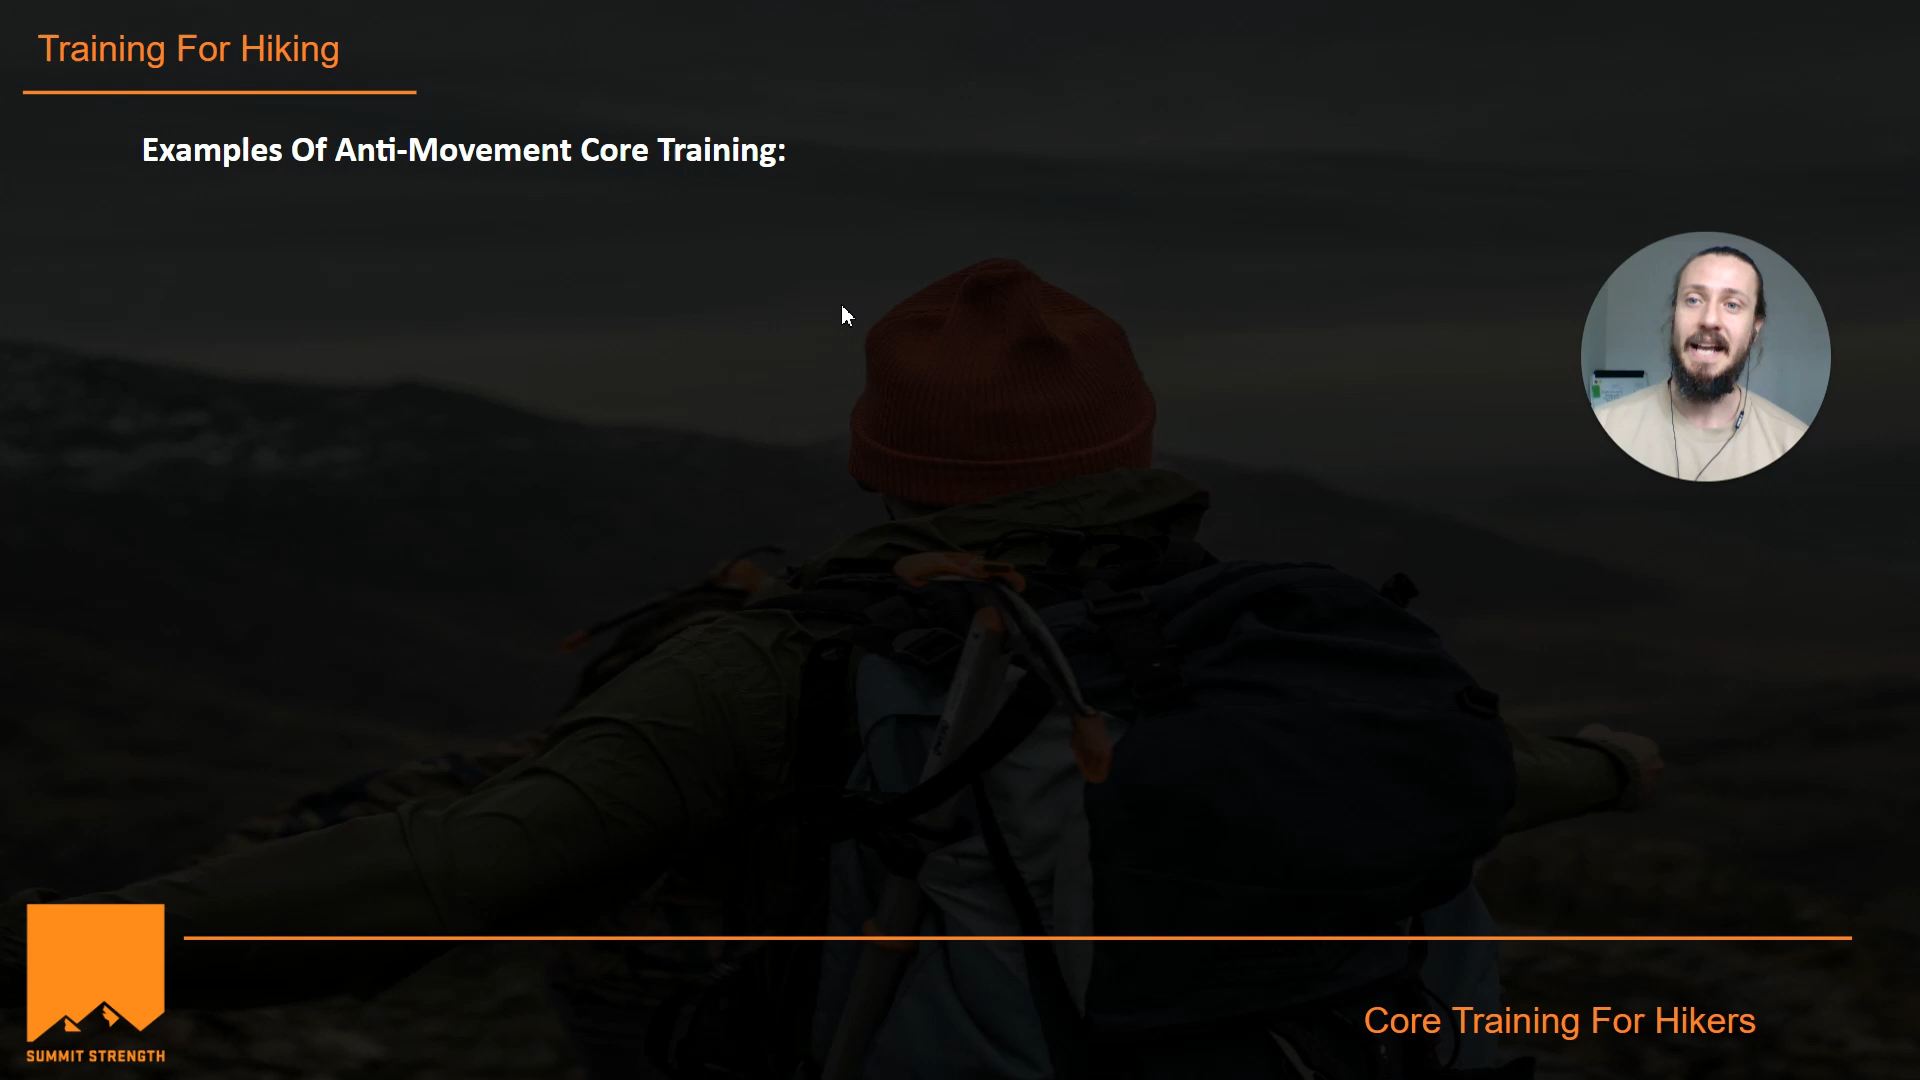 Training For Hiking
Examples Of Anti-Movement Core Training:
SUMMIT STRENGTH
Core Training For Hikers